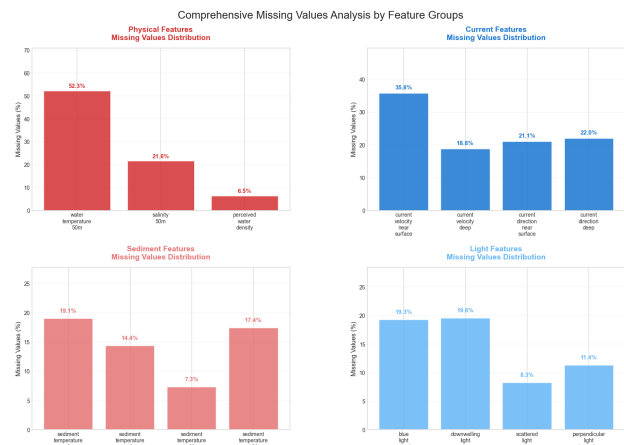 Comprehensive Missing Values Analysis by Feature Groups
Physical Features
Missing Values Distribution
Missing Values (%)
70
60
50
40
30
20
10
0
52.3%
21.6%
6.5%
water
temperature
50m
salinity
50m
perceived
water
density
Current Features
Missing Values Distribution
Missing Values (%)
40
30
20
10
0
35.8%
18.8%
21.1%
22.0%
current
velocity
near
surface
current
velocity
deep
current
direction
near
surface
current
direction
deep
Sediment Features
Missing Values Distribution
Missing Values (%)
25
20
15
10
5
0
19.1%
14.4%
7.3%
17.4%
sediment
temperature
sediment
temperature
sediment
temperature
sediment
temperature
Light Features
Missing Values Distribution
Missing Values (%)
25
20
15
10
5
0
19.3%
19.6%
8.3%
11.4%
blue
light
downwelling
light
scattered
light
perpendicular
light